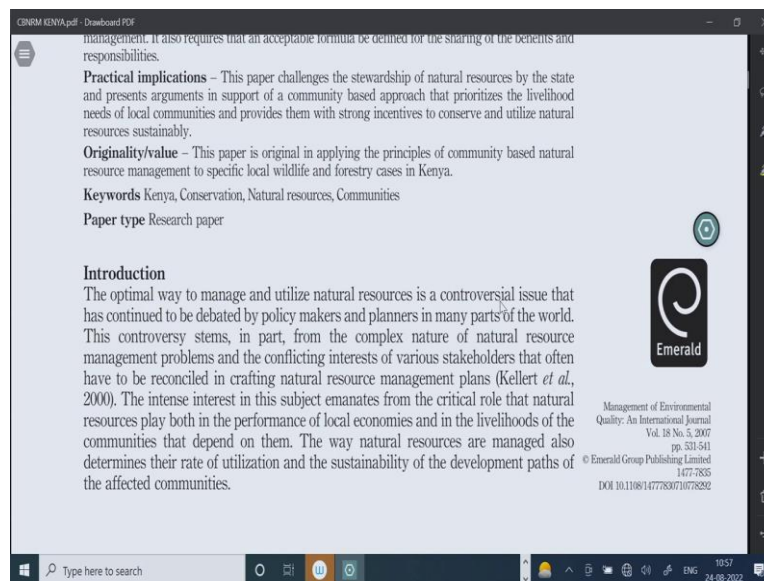 CBNRM KENYA.pdf - Drawboard PDF
management. It also requires that an acceptable formula be defined for the sharing of the benefits and
responsibilities.
Practical implications – This paper challenges the stewardship of natural resources by the state
and presents arguments in support of a community based approach that prioritizes the livelihood
needs of local communities and provides them with strong incentives to conserve and utilize natural
resources sustainably.
Originality/value – This paper is original in applying the principles of community based natural
resource management to specific local wildlife and forestry cases in Kenya.
Keywords Kenya, Conservation, Natural resources, Communities
Paper type Research paper
Introduction
The optimal way to manage and utilize natural resources is a controversial issue that
has continued to be debated by policy makers and planners in many parts of the world.
This controversy stems, in part, from the complex nature of natural resource
management problems and the conflicting interests of various stakeholders that often
have to be reconciled in crafting natural resource management plans (Kellert et al.,
2000). The intense interest in this subject emanates from the critical role that natural
resources play both in the performance of local economies and in the livelihoods of the
communities that depend on them. The way natural resources are managed also
determines their rate of utilization and the sustainability of the development paths of
the affected communities.
Emerald
Management of Environmental
Quality: An International Journal
Vol. 18 No. 5, 2007
pp. 531-541
© Emerald Group Publishing Limited
1477-7835
DOI 10.1108/14777830710778292
Type here to search
ENG
10:57
24-08-2022